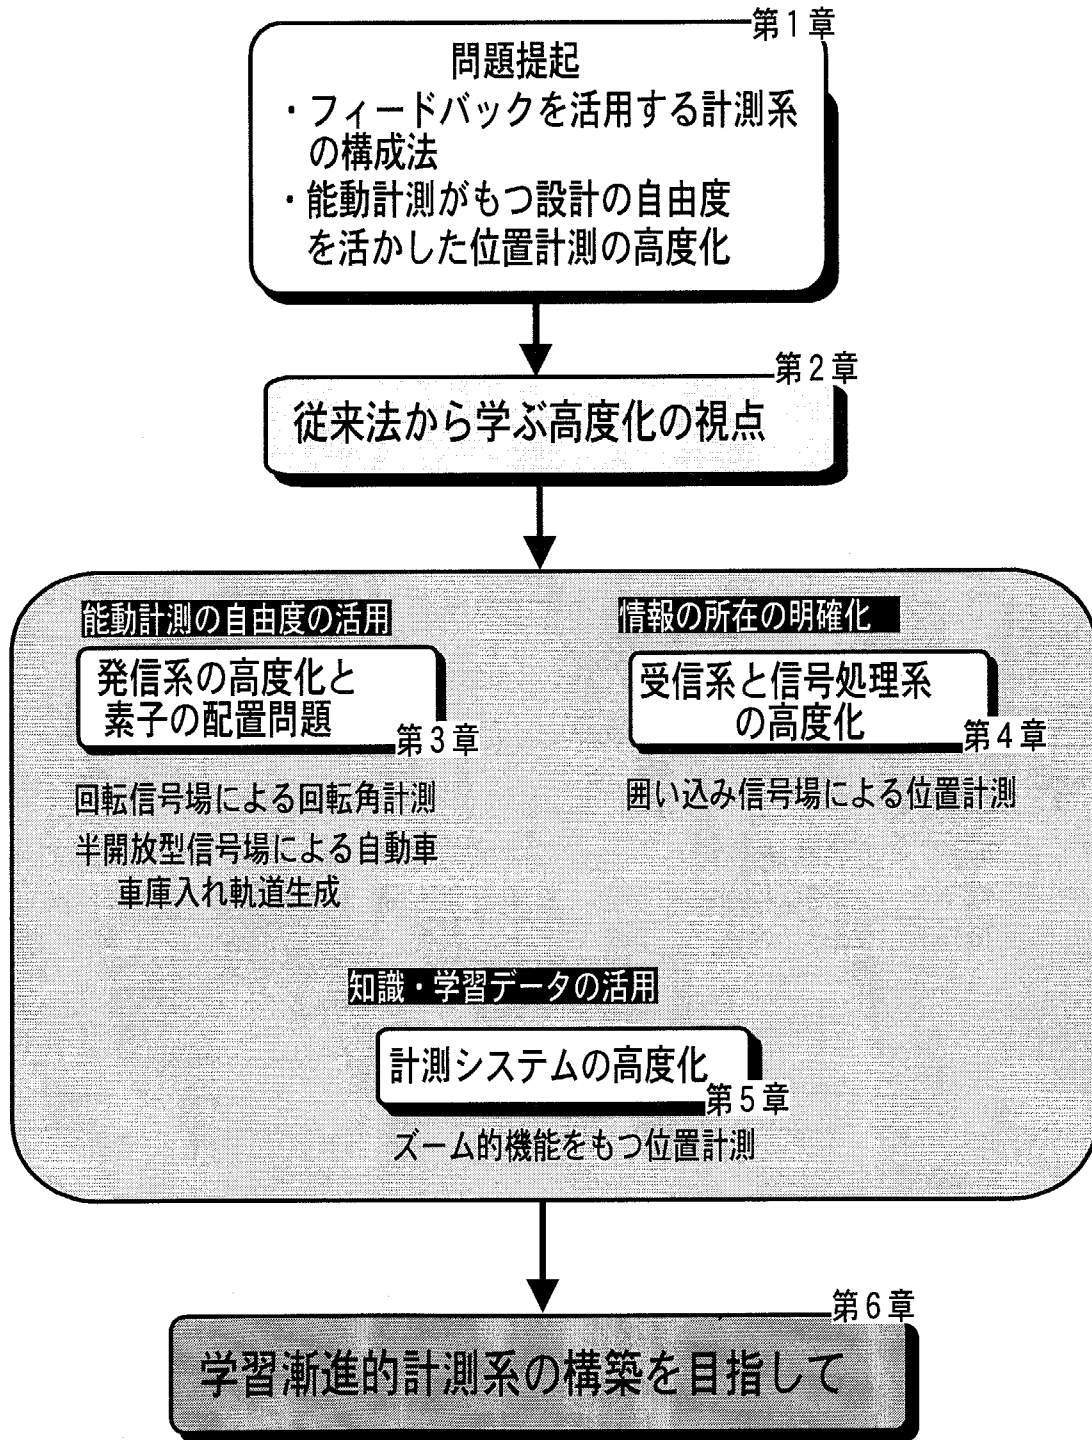 第1章
問題提起
・フィードバックを活用する計測系
の構成法
・能動計測がもつ設計の自由度
を活かした位置計測の高度化
第2章
従来法から学ぶ高度化の視点
能動計測の自由度の活用
発信系の高度化と
素子の配置問題
第3章
回転信号場による回転角計測
半開放型信号場による自動車
車庫入れ軌道生成
情報の所在の明確化
受信系と信号処理系
の高度化
第4章
囲い込み信号場による位置計測
知識・学習データの活用
計測システムの高度化
第5章
ズーム的機能をもつ位置計測
第6章
学習漸進的計測系の構築を目指して